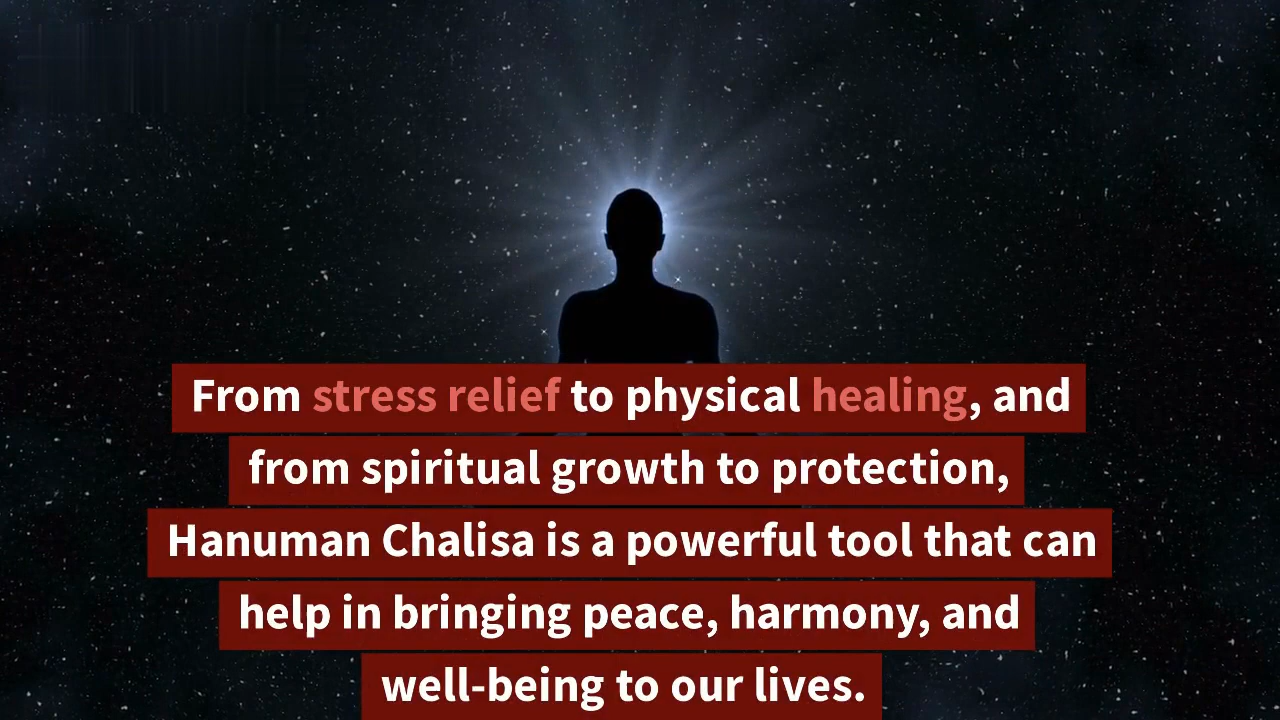 From stress relief to physical healing, and
from spiritual growth to protection,
Hanuman Chalisa is a powerful tool that can
help in bringing peace, harmony, and
well-being to our lives.